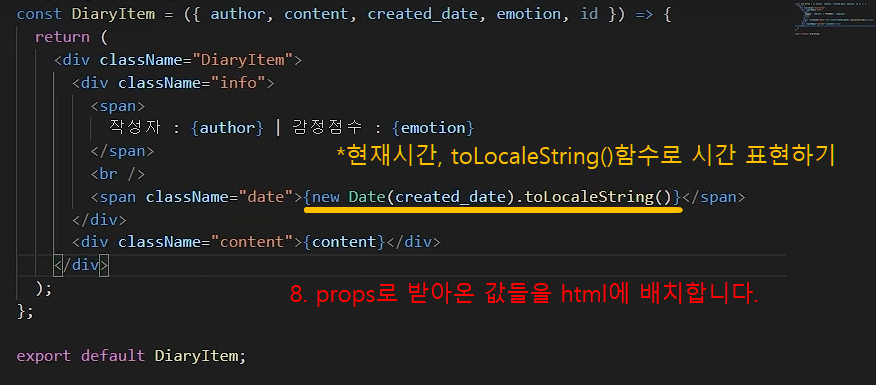 const DiaryItem = ({ author, content, created_date, emotion, id }) => {
return (
<div className="DiaryItem">
<div className="info">
<span>
작성자 : {author} | 감정점수 : {emotion}
</span>
*현재시간, toLocaleString()함수로 시간 표현하기
<br />
<span className="date">{new Date(created_date).toLocaleString()}</span>
</div>
<div className="content">{content}</div>
</div>
8. props로 받아온 값들을 html에 배치합니다.
);
};
export default DiaryItem;